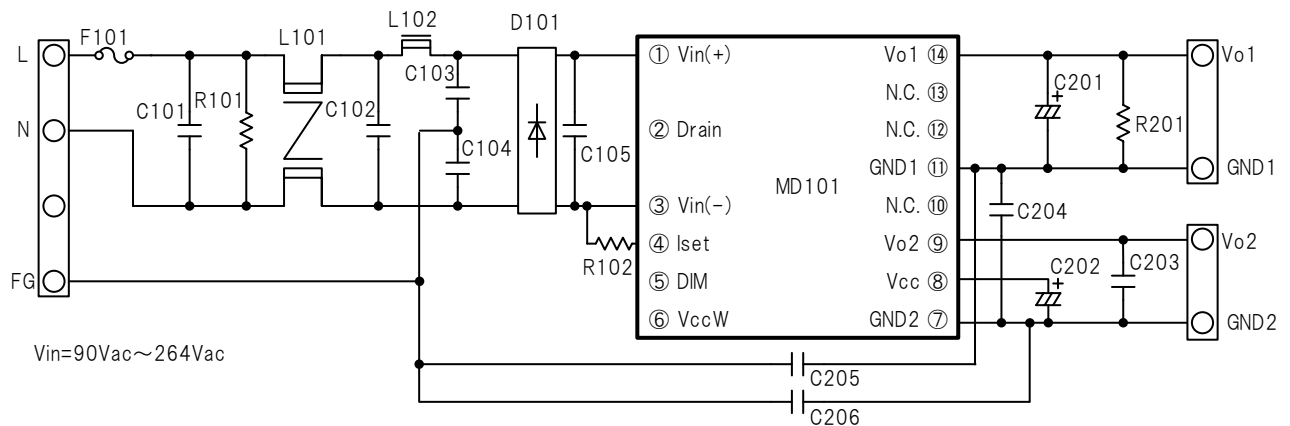 L102
D101
F101
L101
L
① Vin(+)
Vo1 ⑭
Vo1
C103
C201
C101
R101
C102
N.C. ⑬
N
② Drain
N.C. ⑫
R201
C104
C105
GND1 ⑪
GND1
MD101
③ Vin(-)
N.C. ⑩
C204
④ Iset
Vo2 ⑨
Vo2
R102
C202
C203
FG
⑤ DIM
Vcc ⑧
⑥ VccW
GND2 ⑦
GND2
Vin=90Vac～264Vac
C205
C206
+
+